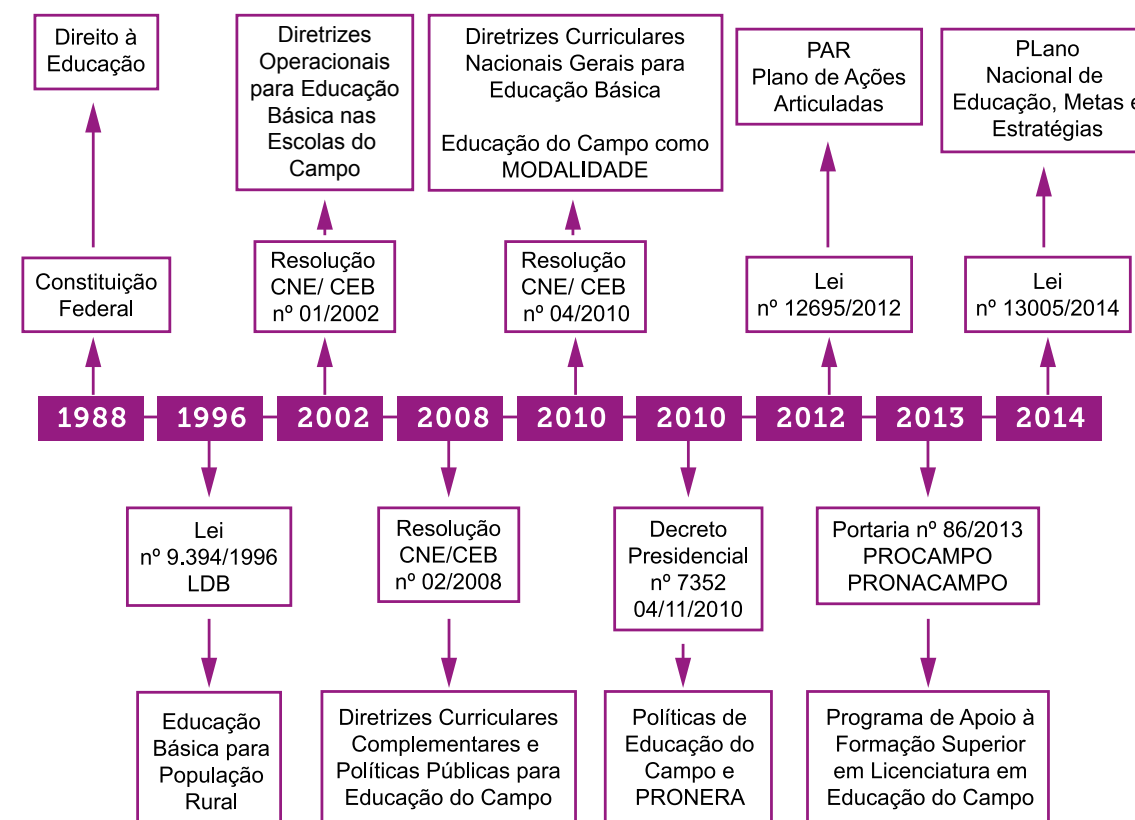 Direito à
Educação
Diretrizes
Operacionais
para Educação
Básica nas
Escolas do
Campo
Diretrizes Curriculares
Nacionais Gerais para
Educação Básica
Educação do Campo como
MODALIDADE
PAR
Plano de Ações
Articuladas
PLano
Nacional de
Educação, Metas e
Estratégias
Constituição
Federal
Resolução
CNE/ CEB
nº 01/2002
Resolução
CNE/ CEB
nº 04/2010
Lei
nº 12695/2012
Lei
nº 13005/2014
1988
1996
2002
2008
2010
2010
2012
2013
2014
Lei
nº 9.394/1996
LDB
Resolução
CNE/CEB
nº 02/2008
Decreto
Presidencial
nº 7352
04/11/2010
Portaria nº 86/2013
PROCAMPO
PRONACAMPO
Educação
Básica para
População
Rural
Diretrizes Curriculares
Complementares e
Políticas Públicas para
Educação do Campo
Políticas de
Educação do
Campo e
PRONERA
Programa de Apoio à
Formação Superior
em Licenciatura em
Educação do Campo